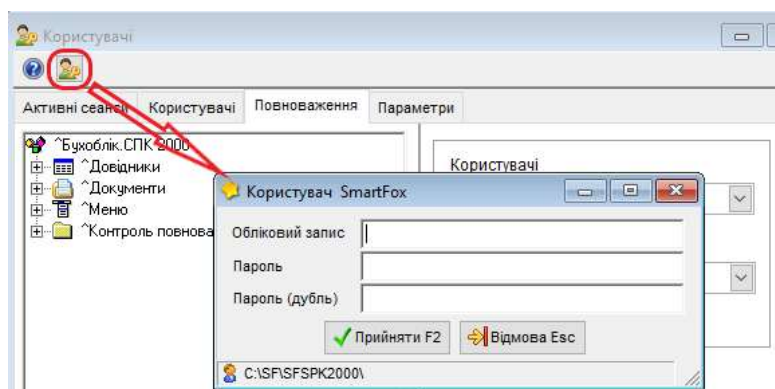 Користувачі
Активні сеанси Користувачі Повноваження Параметри
^Бухоблік.СПК 2000
^Довідники
^Документи
^Меню
^Контроль повнова
Користувачі
Користувач SmartFox
Обліковий запис
Пароль
Пароль (дубль)
Прийняти F2 Відмова Esc
C:\SF\SFSPK2000\